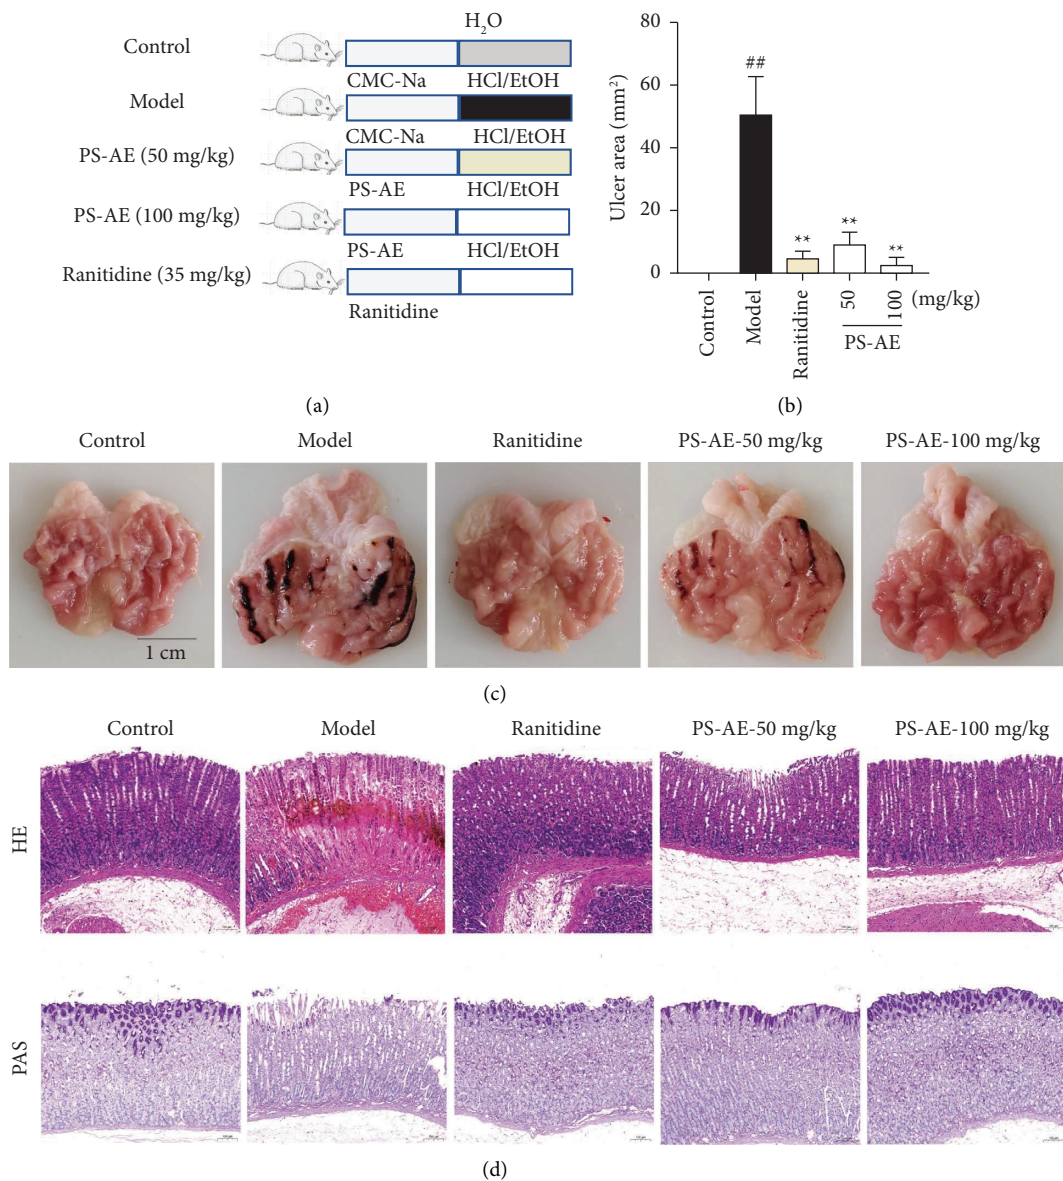 H2O
Control
CMC-Na HCl/EtOH
Model
CMC-Na HCl/EtOH
PS-AE (50 mg/kg)
PS-AE HCl/EtOH
PS-AE (100 mg/kg)
PS-AE HCl/EtOH
Ranitidine (35 mg/kg)
Ranitidine
(a)
Ulcer area (mm²)
80
60
40
20
0
##
**
**
**
Control
Model
Ranitidine
50
100
(mg/kg)
PS-AE
(b)
Control Model Ranitidine PS-AE-50 mg/kg PS-AE-100 mg/kg
1 cm
(c)
Control Model Ranitidine PS-AE-50 mg/kg PS-AE-100 mg/kg
HE
PAS
(d)